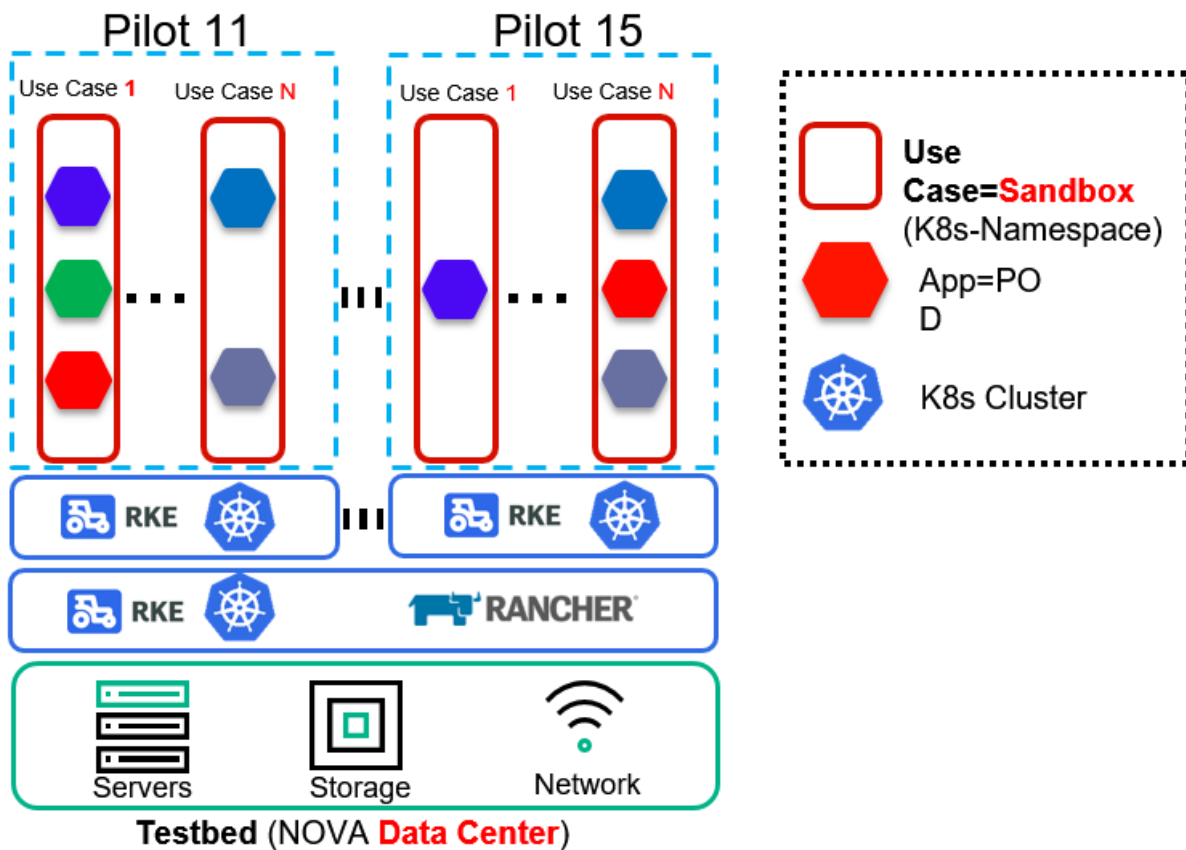 Pilot 11
Pilot 15
Use Case 1
Use Case N
Use Case 1
Use Case N
RKE
RKE
RKE
RANCHER
Servers
Storage
Network
Testbed (NOVA Data Center)
Use
Case=Sandbox
(K8s-Namespace)
App=PO
D
K8s Cluster